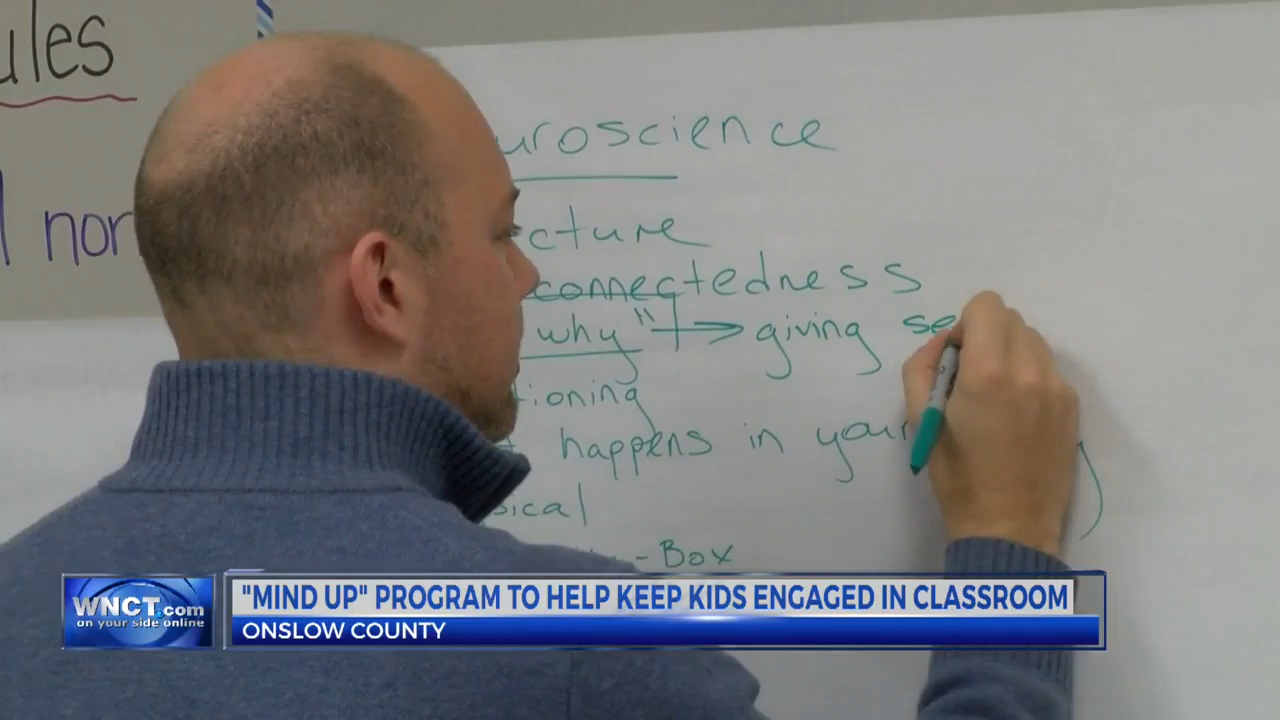 ules
nor
uroscience
cture
connectedness
why" → giving se
tioning
happens in your
sical
-Box
WNCT.com
on your side online
"MIND UP" PROGRAM TO HELP KEEP KIDS ENGAGED IN CLASSROOM
ONSLOW COUNTY